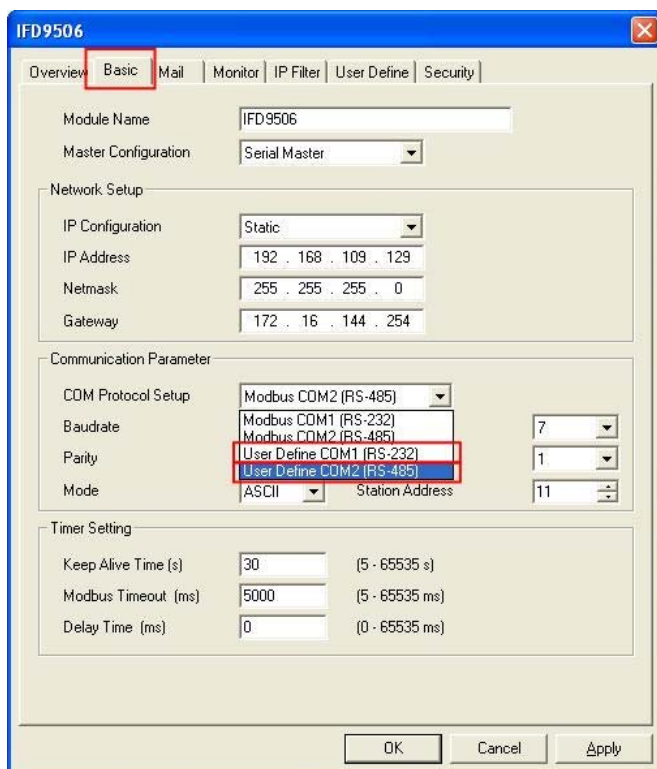 IFD9506
Overview Basic Mail Monitor IP Filter User Define Security
Module Name IFD9506
Master Configuration Serial Master
Network Setup
IP Configuration Static
IP Address 192 . 168 . 109 . 129
Netmask 255 . 255 . 255 . 0
Gateway 172 . 16 . 144 . 254
Communication Parameter
COM Protocol Setup Modbus COM2 (RS-485)
Modbus COM1 (RS-232)
Baudrate 7
Modbus COM2 (RS-485)
Parity User Define COM1 (RS-232) 1
User Define COM2 (RS-485)
Mode ASCII Station Address 11
Timer Setting
Keep Alive Time (s) 30 (5 - 65535 s)
Modbus Timeout (ms) 5000 (5 - 65535 ms)
Delay Time (ms) 0 (0 - 65535 ms)
OK Cancel Apply